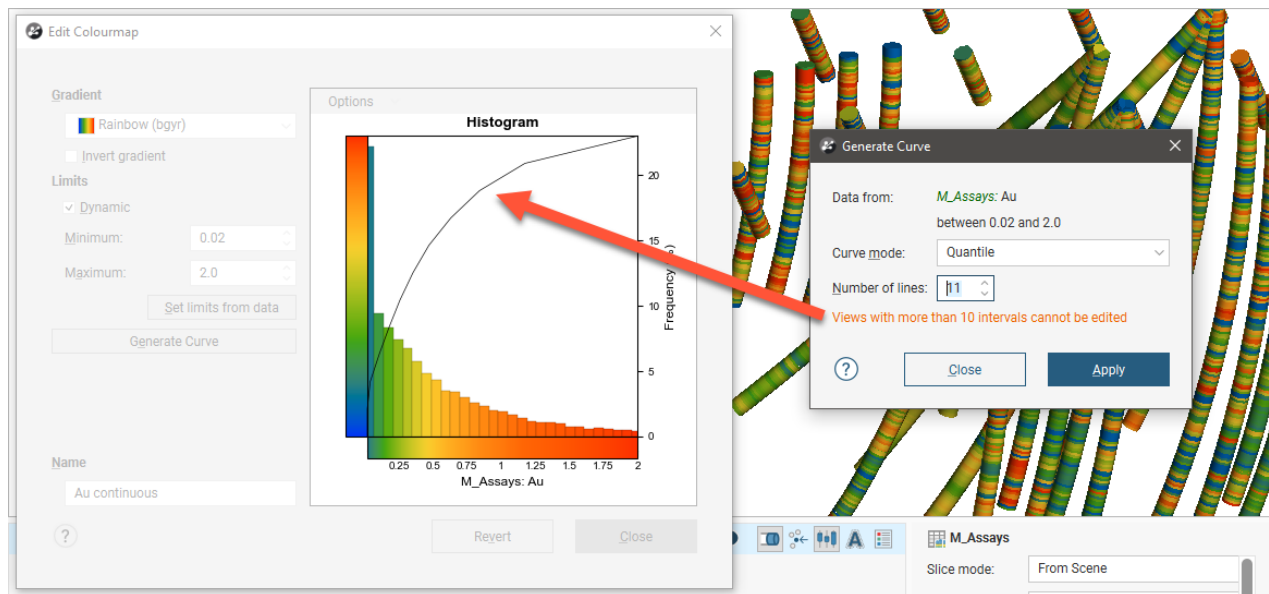 Edit Colourmap
Gradient
Rainbow (bgyr)
Invert gradient
Limits
Dynamic
Minimum:
0.02
Maximum:
2.0
Set limits from data
Generate Curve
Name
Au continuous
?
Options
Histogram
20
15
10
5
0
Frequency (%)
0.25 0.5 0.75 1 1.25 1.5 1.75 2
M_Assays: Au
Revert
Close
Generate Curve
Data from:
M_Assays: Au
between 0.02 and 2.0
Curve mode:
Quantile
Number of lines:
11
Views with more than 10 intervals cannot be edited
?
Close
Apply
A
M_Assays
Slice mode:
From Scene